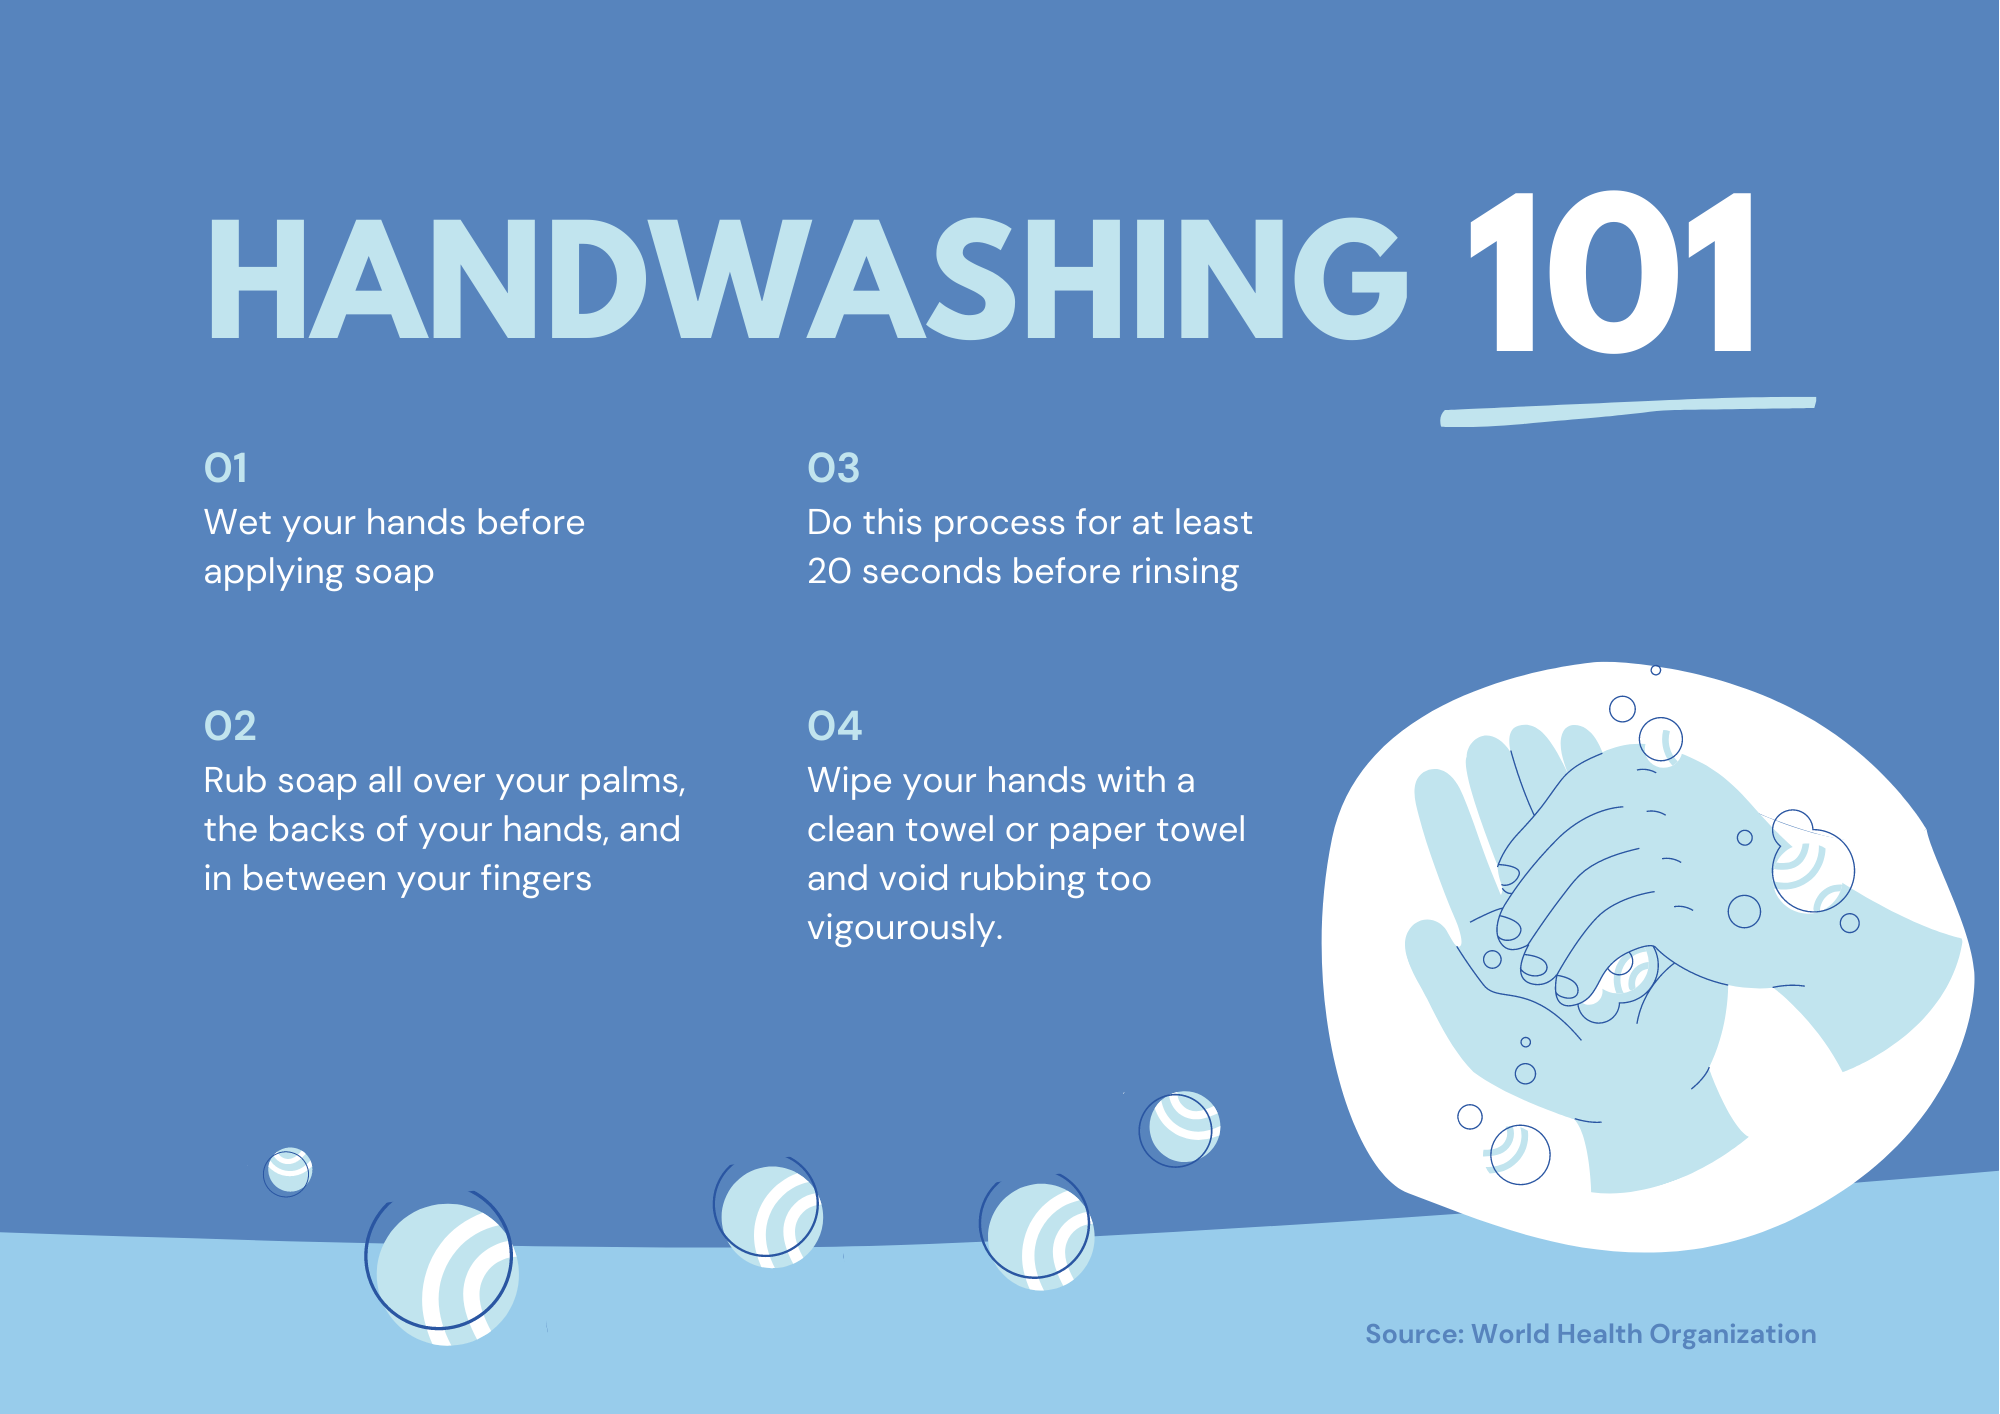 HANDWASHING 101
01
Wet your hands before
applying soap
02
Rub soap all over your palms,
the backs of your hands, and
in between your fingers
03
Do this process for at least
20 seconds before rinsing
04
Wipe your hands with a
clean towel or paper towel
and void rubbing too
vigourously.
Source: World Health Organization